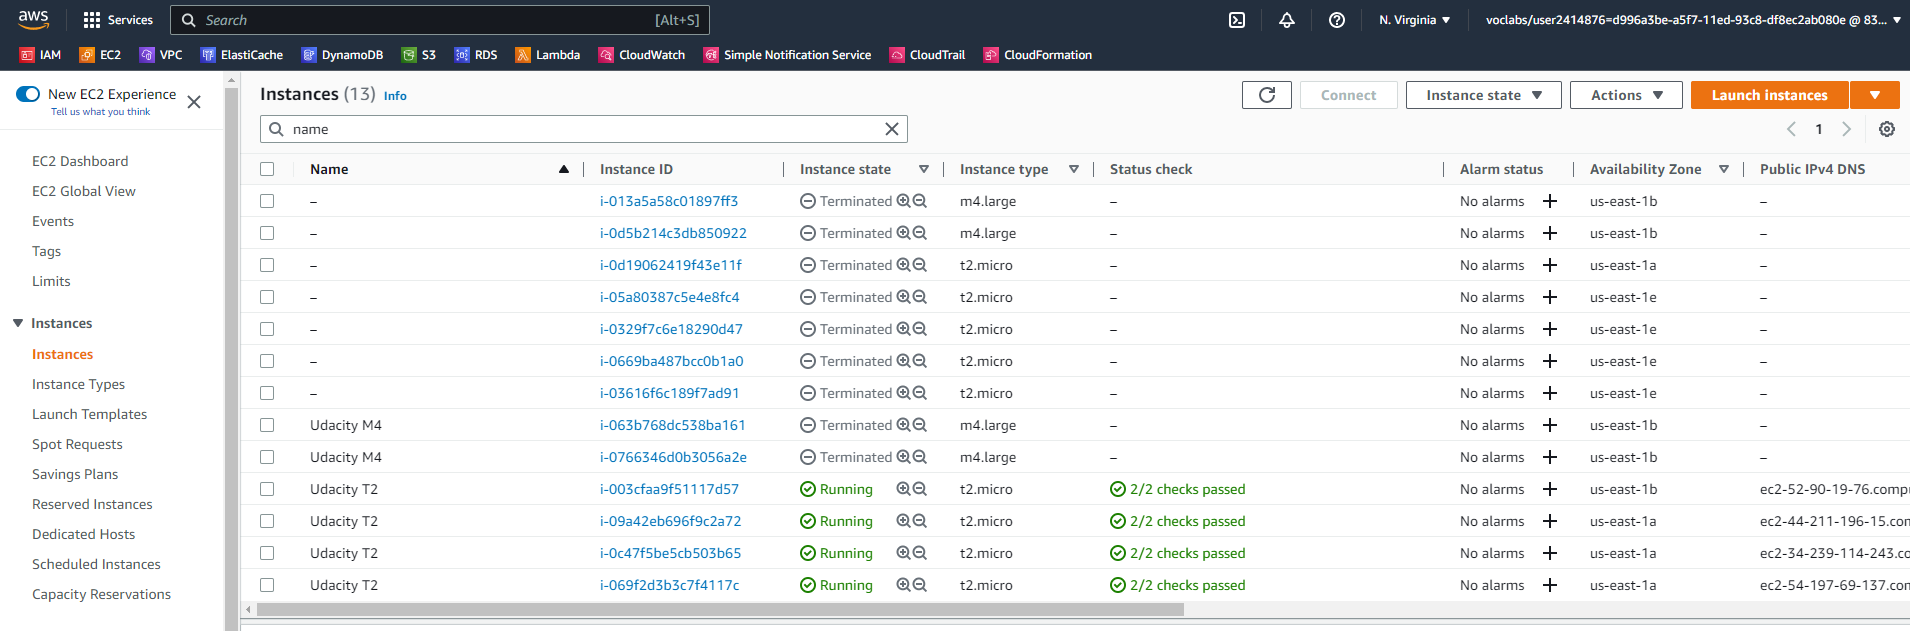 aws Services Search [Alt+S] N. Virginia voclabs/user2414876=d996a3be-a5f7-11ed-93c8-df8ec2ab080e @ 83...
IAM EC2 VPC ElastiCache DynamoDB S3 RDS Lambda CloudWatch Simple Notification Service CloudTrail CloudFormation
New EC2 Experience
Tell us what you think
EC2 Dashboard
EC2 Global View
Events
Tags
Limits
Instances
Instances
Instance Types
Launch Templates
Spot Requests
Savings Plans
Reserved Instances
Dedicated Hosts
Scheduled Instances
Capacity Reservations
Instances (13) Info Connect Instance state Actions Launch instances
name 1
Name Instance ID Instance state Instance type Status check Alarm status Availability Zone Public IPv4 DNS
– i-013a5a58c01897ff3 Terminated m4.large – No alarms + us-east-1b –
– i-0d5b214c3db850922 Terminated m4.large – No alarms + us-east-1b –
– i-0d19062419f43e11f Terminated t2.micro – No alarms + us-east-1a –
– i-05a80387c5e4e8fc4 Terminated t2.micro – No alarms + us-east-1e –
– i-0329f7c6e18290d47 Terminated t2.micro – No alarms + us-east-1e –
– i-0669ba487bcc0b1a0 Terminated t2.micro – No alarms + us-east-1e –
– i-03616f6c189f7ad91 Terminated t2.micro – No alarms + us-east-1e –
Udacity M4 i-063b768dc538ba161 Terminated m4.large – No alarms + us-east-1b –
Udacity M4 i-0766346d0b3056a2e Terminated m4.large – No alarms + us-east-1b –
Udacity T2 i-003cfaa9f51117d57 Running t2.micro 2/2 checks passed No alarms + us-east-1b ec2-52-90-19-76.compu
Udacity T2 i-09a42eb696f9c2a72 Running t2.micro 2/2 checks passed No alarms + us-east-1a ec2-44-211-196-15.con
Udacity T2 i-0c47f5be5cb503b65 Running t2.micro 2/2 checks passed No alarms + us-east-1a ec2-34-239-114-243.cc
Udacity T2 i-069f2d3b3c7f4117c Running t2.micro 2/2 checks passed No alarms + us-east-1a ec2-54-197-69-137.con